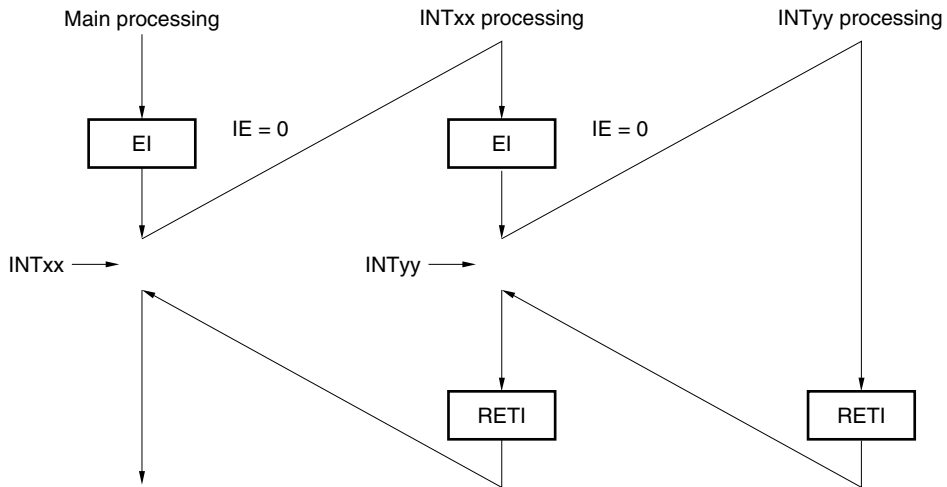 Main processing
INTxx processing
INTyy processing
EI
IE = 0
EI
IE = 0
INTxx
INTyy
RETI
RETI